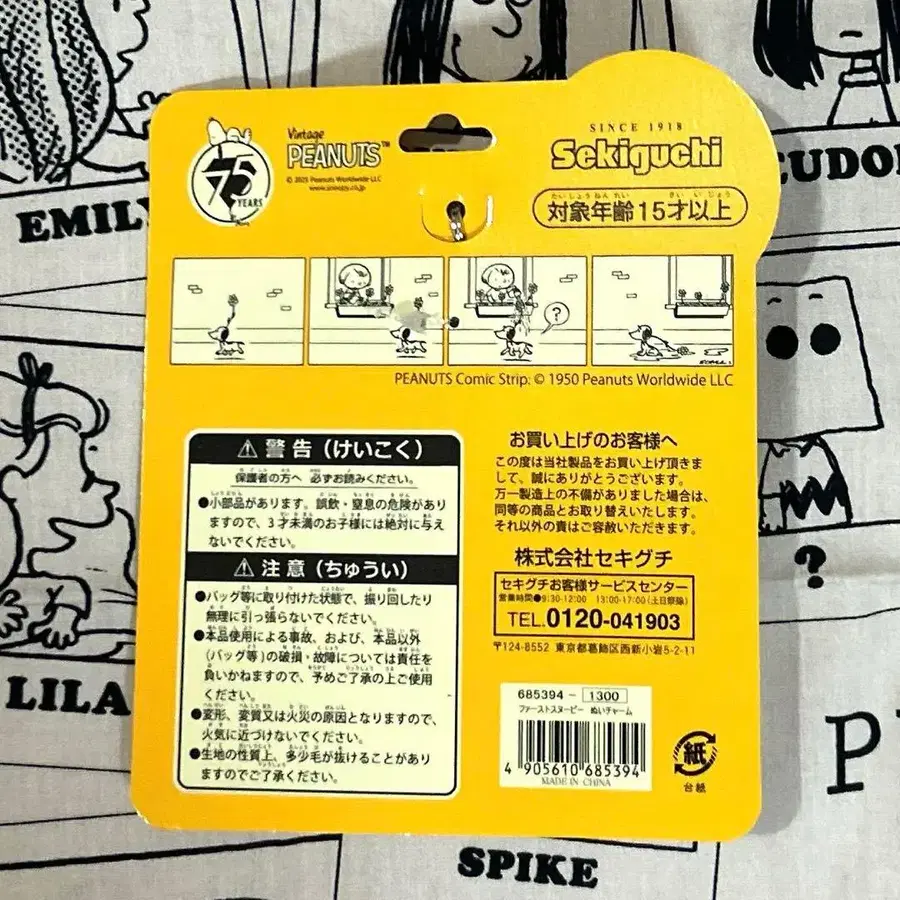 EMILY
EUDO
Vintage
PEANUTS™
© 2025 Peanuts Worldwide LLC
www.snoopy.co.jp
75
YEARS
SINCE 1918
Sekiguchi
たいしょうねんれい さいいじょう
対象年齢15才以上
?
PEANUTS Comic Strip: © 1950 Peanuts Worldwide LLC
⚠警告（けいこく）
保護者の方へ 必ずお読みください。
●小部品があります。誤飲・窒息の危険があり
ますので、3才未満のお子様には絶対に与え
ないでください。
⚠注意（ちゅうい）
●バッグ等に取り付けた状態で、振り回したり
無理に引っ張らないでください。
●本品使用による事故、および、本品以外
(バッグ等)の破損・故障については責任を
負いかねますので、予めご了承の上ご使用
ください。
●変形、変質又は火災の原因となりますので、
火気に近づけないでください。
●生地の性質上、多少毛が抜けることがあり
ますのでご了承ください。
お買い上げのお客様へ
この度は当社製品をお買い上げ頂きま
して、誠にありがとうございます。
万一製造上の不備がありました場合は、
同等の商品とお取り替えいたします。
それ以外の責はご容赦いただきます。
株式会社セキグチ
セキグチお客様サービスセンター
営業時間●9:30-12:00 13:00-17:00(土日祭除)
TEL.0120-041903
〒124-8552 東京都葛飾区西新小岩5-2-11
685394- 1300
ファーストスヌーピー ぬいチャーム
4 905610 685394
MADE IN CHINA
紙
台紙
LILA
?
P
SPIKE